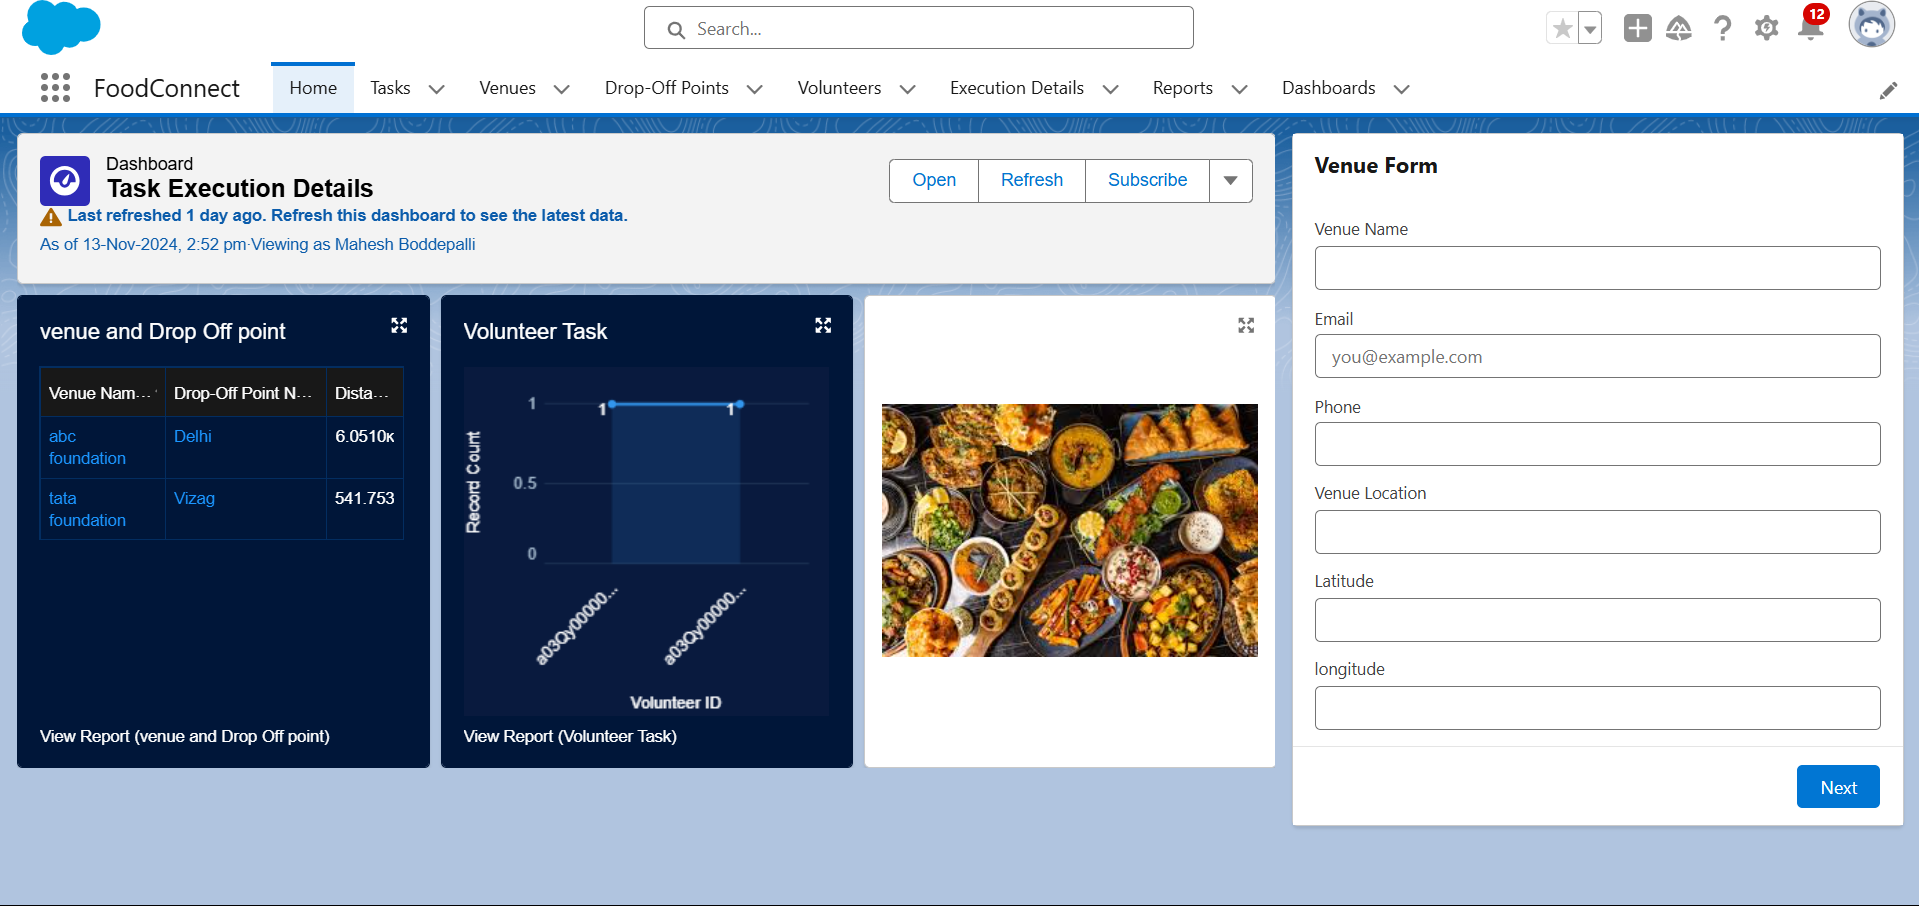 Search...
12
FoodConnect
Home
Tasks
Venues
Drop-Off Points
Volunteers
Execution Details
Reports
Dashboards
Dashboard
Task Execution Details
Last refreshed 1 day ago. Refresh this dashboard to see the latest data.
As of 13-Nov-2024, 2:52 pm·Viewing as Mahesh Boddepalli
Open
Refresh
Subscribe
venue and Drop Off point
Venue Nam...
Drop-Off Point N...
Dista...
abc
foundation
Delhi
6.0510K
tata
foundation
Vizag
541.753
View Report (venue and Drop Off point)
Volunteer Task
Record Count
1
0.5
0
1
1
a03Qy00000...
a03Qy00000...
Volunteer ID
View Report (Volunteer Task)
Venue Form
Venue Name
Email
you@example.com
Phone
Venue Location
Latitude
longitude
Next